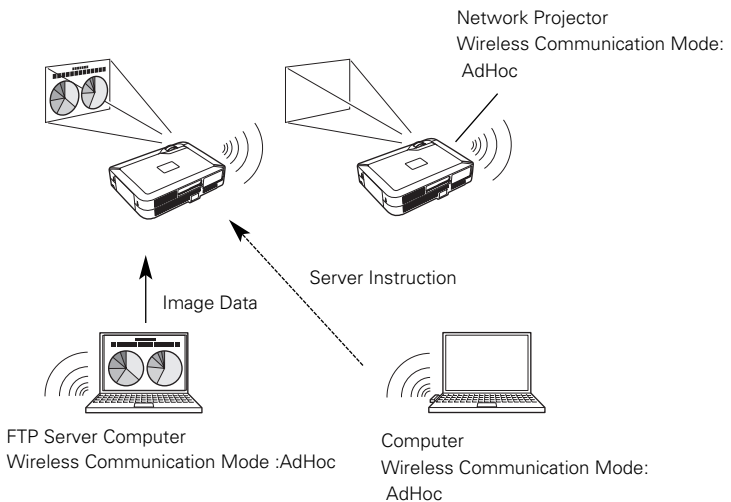 Network Projector
Wireless Communication Mode:
AdHoc
Server Instruction
Image Data
FTP Server Computer
Wireless Communication Mode :AdHoc
Computer
Wireless Communication Mode:
AdHoc